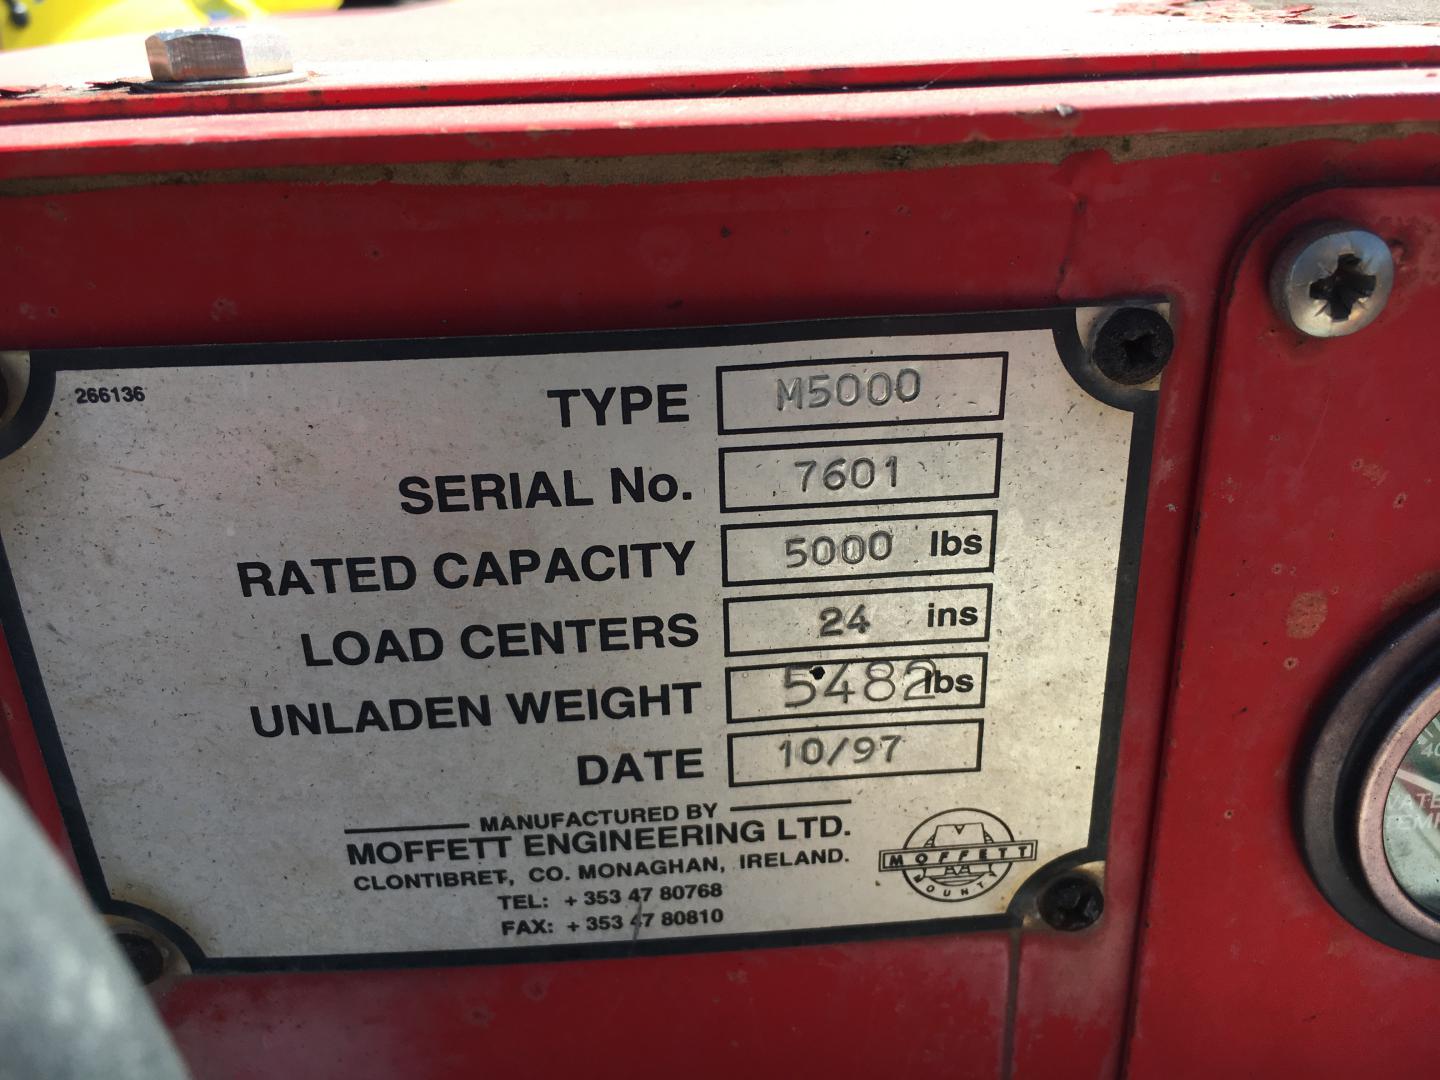 266136
TYPE M5000
SERIAL No. 7601
RATED CAPACITY 5000 lbs
LOAD CENTERS 24 ins
UNLADEN WEIGHT 5482 lbs
DATE 10/97
MANUFACTURED BY
MOFFETT ENGINEERING LTD.
CLONTIBRET, CO. MONAGHAN, IRELAND.
TEL: + 353 47 80768
FAX: + 353 47 80810
MOFFETT
MOUNTY
40